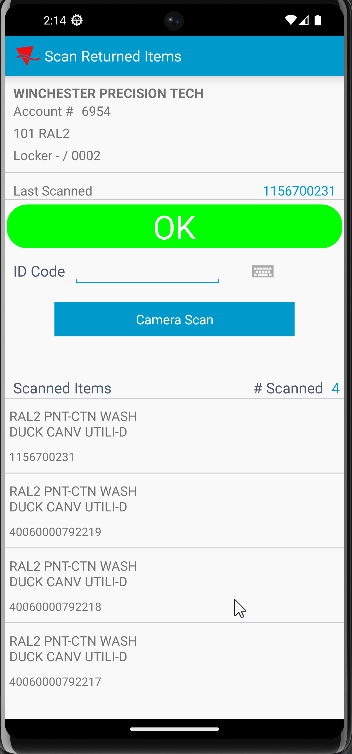 2:14
Scan Returned Items
WINCHESTER PRECISION TECH
Account # 6954
101 RAL2
Locker - / 0002
Last Scanned 1156700231
OK
ID Code
Camera Scan
Scanned Items # Scanned 4
RAL2 PNT-CTN WASH
DUCK CANV UTILI-D
1156700231
RAL2 PNT-CTN WASH
DUCK CANV UTILI-D
40060000792219
RAL2 PNT-CTN WASH
DUCK CANV UTILI-D
40060000792218
RAL2 PNT-CTN WASH
DUCK CANV UTILI-D
40060000792217